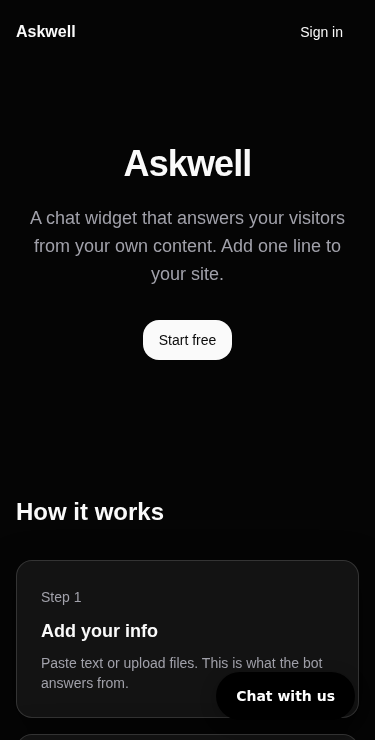 Askwell
Sign in
Askwell
A chat widget that answers your visitors
from your own content. Add one line to
your site.
Start free
How it works
Step 1
Add your info
Paste text or upload files. This is what the bot
answers from.
Chat with us